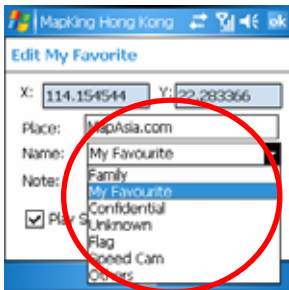 MapKing Hong Kong ok
Edit My Favorite
X: 114.154544 Y: 22.283366
Place: MapAsia.com
Name: My Favourite
Family
Note: My Favourite
Confidential
Play S Unknown
Flag
Speed Cam
Others